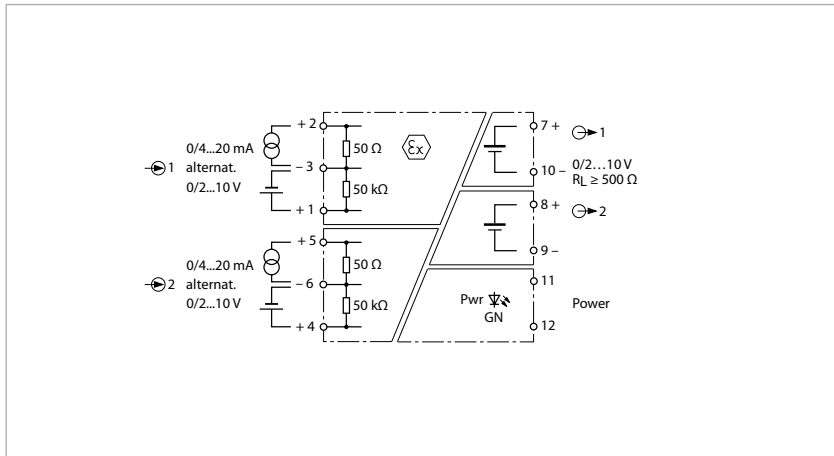 + 2
0/4...20 mA
50 Ω
εx
1 alternat.
– 3
0/2...10 V
50 kΩ
+ 1
7 +
1
10 –
0/2...10 V
RL ≥ 500 Ω
8 +
2
9 –
+ 5
0/4...20 mA
50 Ω
2 alternat.
– 6
0/2...10 V
50 kΩ
+ 4
11
Pwr
GN
Power
12